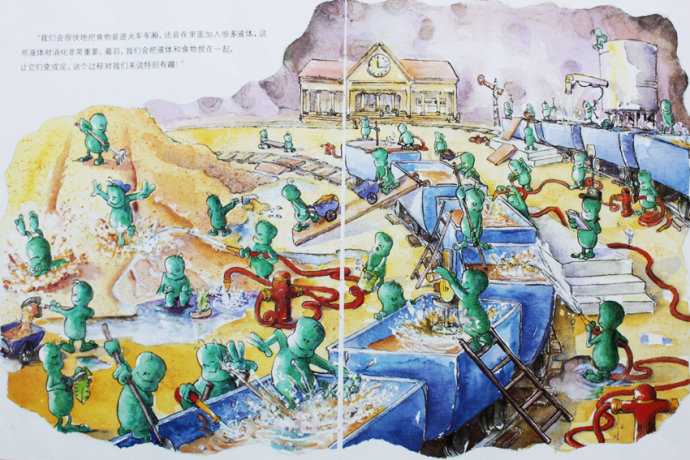 "我们会很快地把食物装进火车车厢，还会在里面加入很多液体，这
些液体对消化非常重要。最后，我们会把液体和食物搅在一起，
让它们变成泥。这个过程对我们来说特别有趣！"